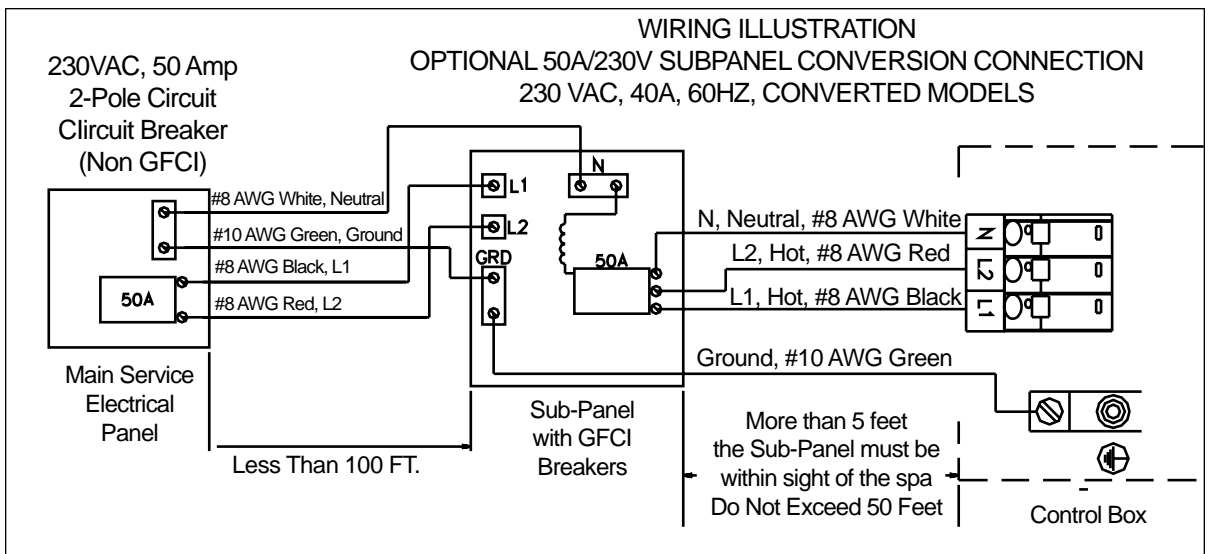 WIRING ILLUSTRATION
OPTIONAL 50A/230V SUBPANEL CONVERSION CONNECTION
230 VAC, 40A, 60HZ, CONVERTED MODELS
230VAC, 50 Amp
2-Pole Circuit
Clircuit Breaker
(Non GFCI)
#8 AWG White, Neutral
#10 AWG Green, Ground
#8 AWG Black, L1
#8 AWG Red, L2
50A
Main Service
Electrical
Panel
Less Than 100 FT.
N
L1
L2
GRD
50A
Sub-Panel
with GFCI
Breakers
N, Neutral, #8 AWG White
L2, Hot, #8 AWG Red
L1, Hot, #8 AWG Black
Ground, #10 AWG Green
More than 5 feet
the Sub-Panel must be
within sight of the spa
Do Not Exceed 50 Feet
N
L2
L1
0
0
0
Control Box